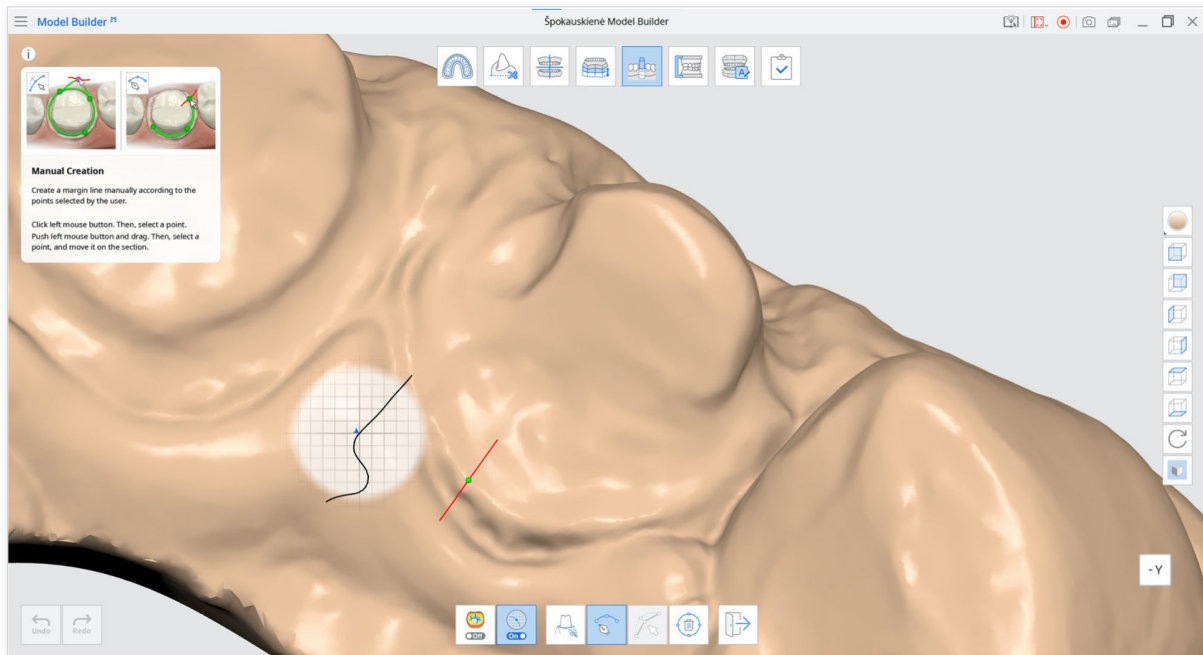 Model Builder
Špokauskienė Model Builder
Manual Creation
Create a margin line manually according to the
points selected by the user.
Click left mouse button. Then, select a point.
Push left mouse button and drag. Then, select a
point, and move it on the section.
- Y
Undo
Redo
Off
On